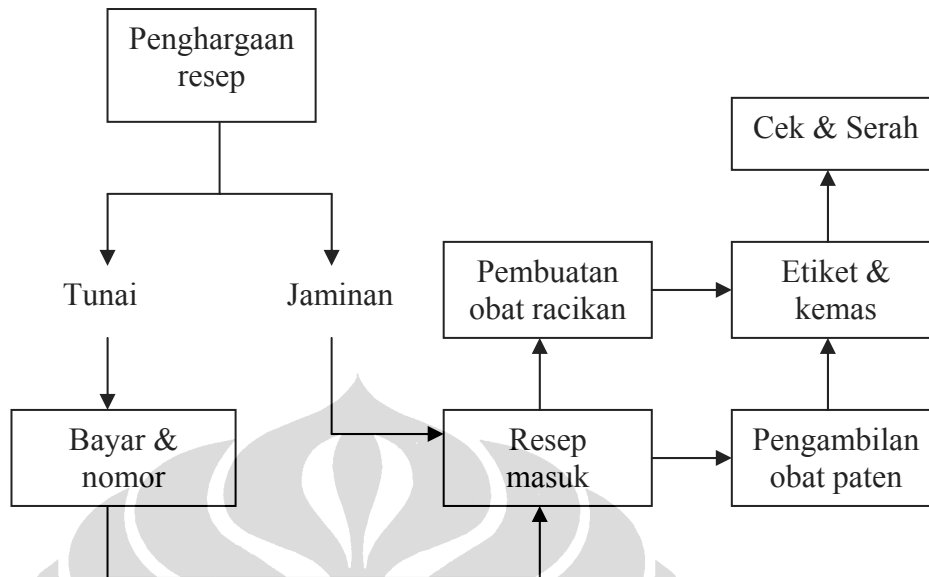 Penghargaan
resep
Cek & Serah
Tunai
Jaminan
Pembuatan
obat racikan
Etiket &
kemas
Bayar &
nomor
Resep
masuk
Pengambilan
obat paten